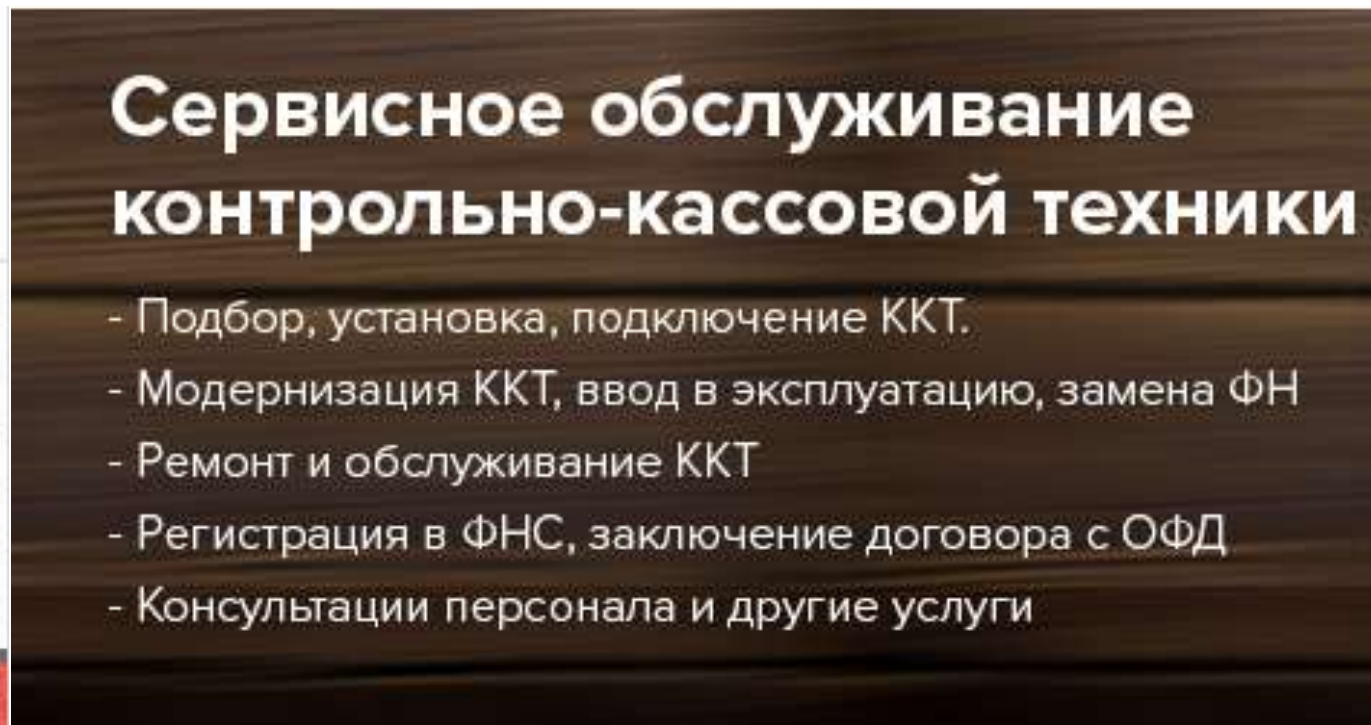 Сервисное обслуживание
контрольно-кассовой техники
- Подбор, установка, подключение ККТ.
- Модернизация ККТ, ввод в эксплуатацию, замена ФН
- Ремонт и обслуживание ККТ
- Регистрация в ФНС, заключение договора с ОФД
- Консультации персонала и другие услуги